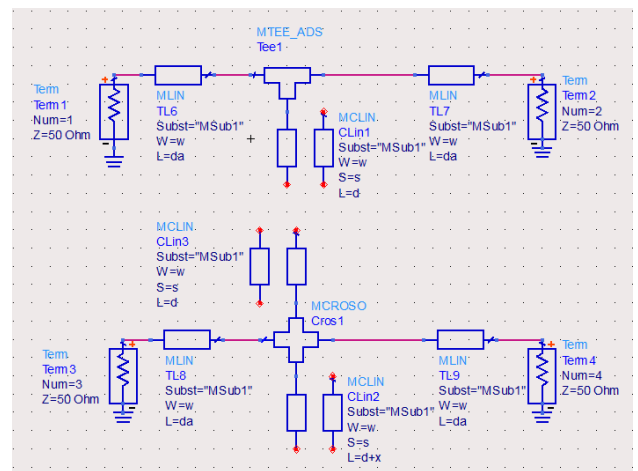 MTEE_ADS
Tee1
Term
Term1
Num=1
Z=50 Ohm
MLIN
TL6
Subst="MSub1"
W=w
L=da
MCLIN
CLin1
Subst="MSub1"
W=w
S=s
L=d
MLIN
TL7
Subst="MSub1"
W=w
L=da
Term
Term2
Num=2
Z=50 Ohm
MCLIN
CLin3
Subst="MSub1"
W=w
S=s
L=d
MCROSO
Cros1
Term
Term3
Num=3
Z=50 Ohm
MLIN
TL8
Subst="MSub1"
W=w
L=da
MCLIN
CLin2
Subst="MSub1"
W=w
S=s
L=d+x
MLIN
TL9
Subst="MSub1"
W=w
L=da
Term
Term4
Num=4
Z=50 Ohm